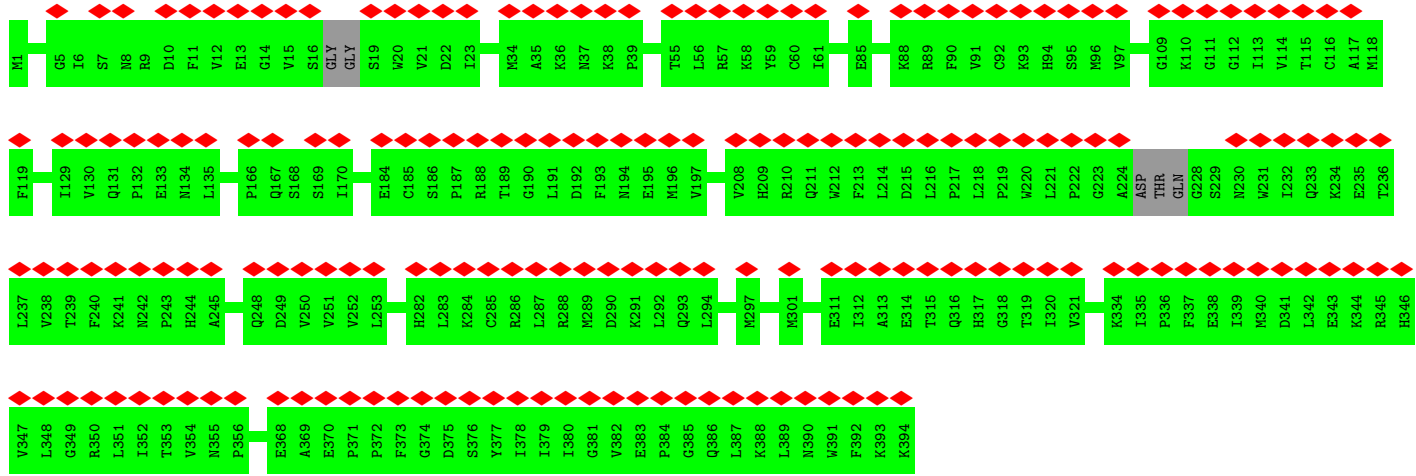 M1 G5 I6 S7 N8 R9 D10 F11 V12 E13 G14 V15 S16 GLY GLY S19 W20 V21 D22 I23 M34 A35 K36 N37 K38 P39 T55 L56 R57 K58 Y59 C60 I61 E85 K88 R89 F90 V91 C92 K93 H94 S95 M96 V97 G109 K110 G111 G112 I113 V114 T115 C116 A117 M118
F119 I129 V130 Q131 P132 E133 N134 L135 P166 Q167 S168 S169 I170 E184 C185 S186 P187 R188 T189 G190 L191 D192 F193 N194 E195 M196 V197 V208 H209 R210 Q211 W212 F213 L214 D215 L216 P217 L218 P219 W220 L221 P222 G223 A224 ASP THR GLN G228 S229 N230 W231 I232 Q233 K234 E235 T236
L237 V238 T239 F240 K241 N242 P243 H244 A245 Q248 D249 V250 V251 V252 L253 H282 L283 K284 C285 R286 L287 R288 M289 D290 K291 L292 Q293 L294 M297 M301 E311 I312 A313 E314 T315 Q316 H317 G318 T319 I320 V321 K334 I335 P336 F337 E338 I339 M340 D341 L342 E343 K344 R345 H346
V347 L348 G349 R350 L351 I352 T353 V354 N355 P356 E368 A369 E370 P371 P372 F373 G374 D375 S376 Y377 I378 I379 I380 G381 V382 E383 P384 G385 Q386 L387 K388 L389 N390 W391 F392 K393 K394